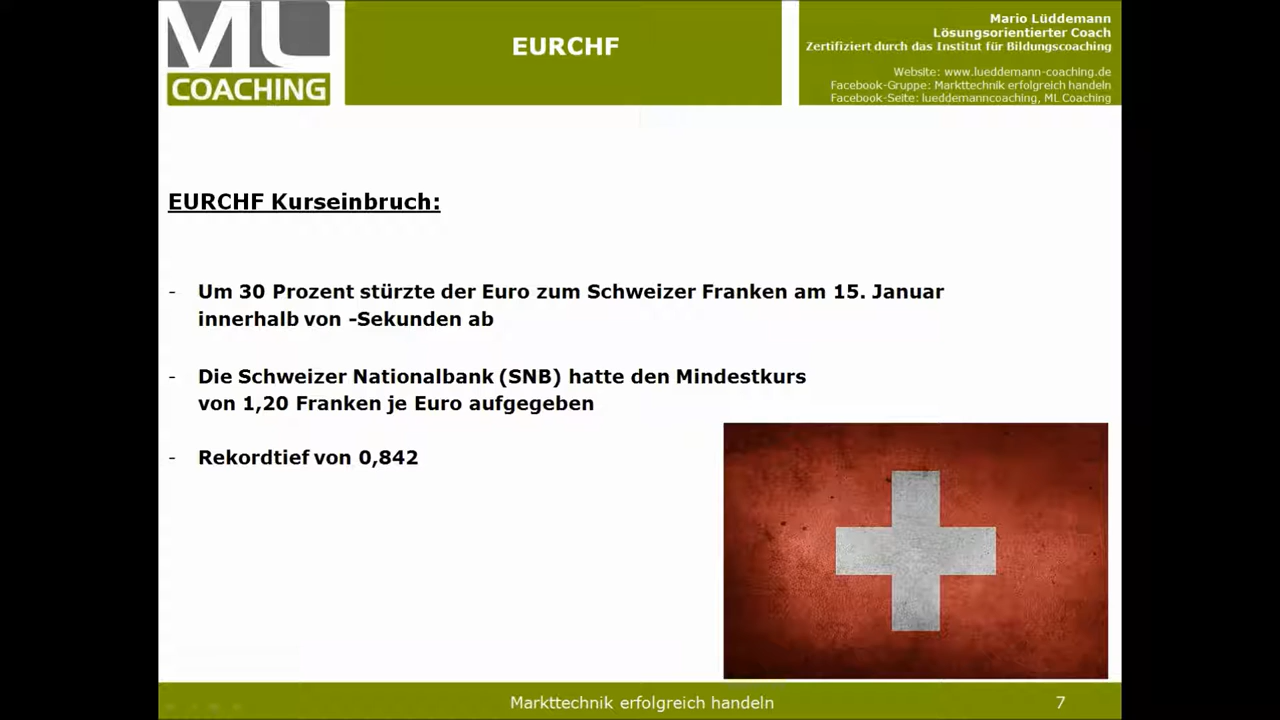 ML
COACHING
EURCHF
Mario Lüddemann
Lösungsorientierter Coach
Zertifiziert durch das Institut für Bildungscoaching
Website: www.lueddemann-coaching.de
Facebook-Gruppe: Markttechnik erfolgreich handeln
Facebook-Seite: lueddemanncoaching, ML Coaching
EURCHF Kurseinbruch:
- Um 30 Prozent stürzte der Euro zum Schweizer Franken am 15. Januar
innerhalb von -Sekunden ab
- Die Schweizer Nationalbank (SNB) hatte den Mindestkurs
von 1,20 Franken je Euro aufgegeben
- Rekordtief von 0,842
Markttechnik erfolgreich handeln
7